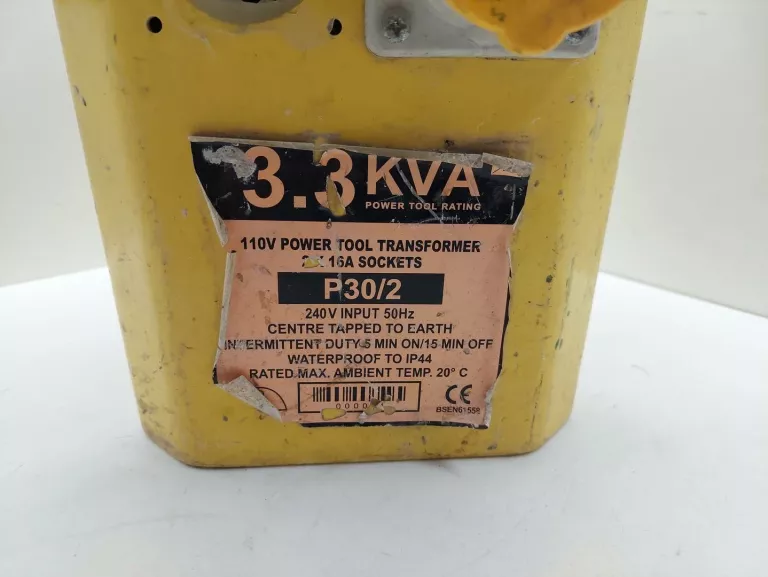 3.3 KVA
POWER TOOL RATING
110V POWER TOOL TRANSFORMER
2 X 16A SOCKETS
P30/2
240V INPUT 50Hz
CENTRE TAPPED TO EARTH
INTERMITTENT DUTY 5 MIN ON/15 MIN OFF
WATERPROOF TO IP44
RATED MAX. AMBIENT TEMP. 20° C
CE
BSEN61558